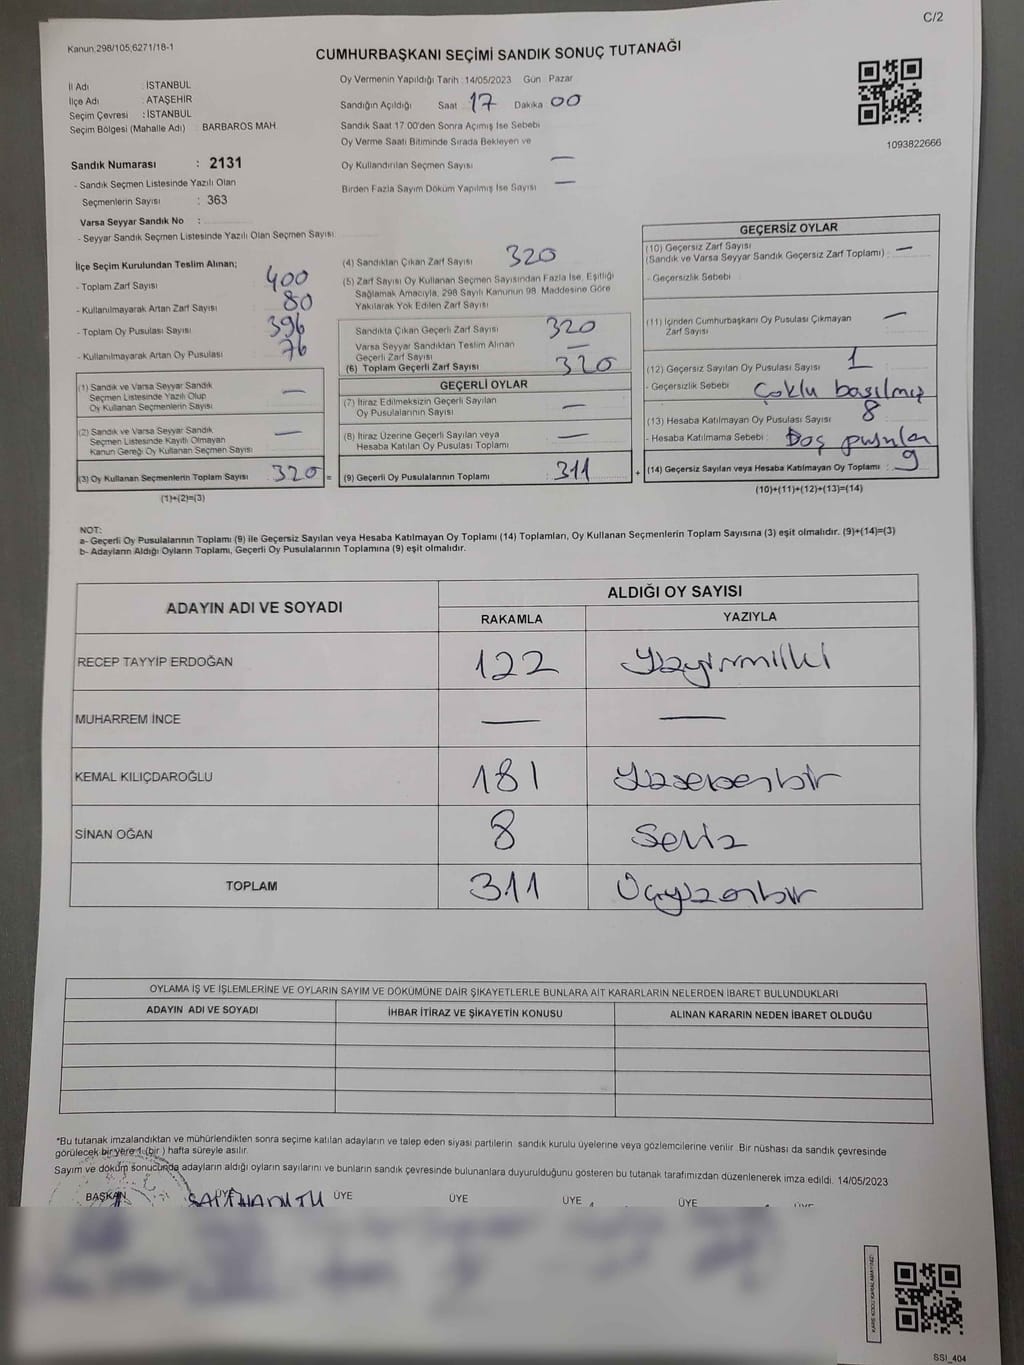 C/2
Kanun.298/105;6271/18-1
CUMHURBAŞKANI SEÇİMİ SANDIK SONUÇ TUTANAĞI
İl Adı : İSTANBUL
İlçe Adı : ATAŞEHİR
Seçim Çevresi : İSTANBUL
Seçim Bölgesi (Mahalle Adı) BARBAROS MAH
Sandık Numarası : 2131
- Sandık Seçmen Listesinde Yazılı Olan
Seçmenlerin Sayısı : 363
Varsa Seyyar Sandık No :
- Seyyar Sandık Seçmen Listesinde Yazılı Olan Seçmen Sayısı
Oy Vermenin Yapıldığı Tarih :14/05/2023 Gün Pazar
Sandığın Açıldığı Saat 17 Dakika 00
Sandık Saat 17.00'den Sonra Açımış İse Sebebi
Oy Verme Saati Bitiminde Sırada Bekleyen ve
Oy Kullandırılan Seçmen Sayısı —
Birden Fazla Sayım Döküm Yapılmış İse Sayısı —
1093822666
İlçe Seçim Kurulundan Teslim Alınan;
- Toplam Zarf Sayısı 400
- Kullanılmayarak Artan Zarf Sayısı 80
- Toplam Oy Pusulası Sayısı 396
- Kullanılmayarak Artan Oy Pusulası 76
(1) Sandık ve Varsa Seyyar Sandık
Seçmen Listesinde Yazılı Olup
Oy Kullanan Seçmenlerin Sayısı —
(2) Sandık ve Varsa Seyyar Sandık
Seçmen Listesinde Kayıtlı Olmayan
Kanun Gereği Oy Kullanan Seçmen Sayısı —
(3) Oy Kullanan Seçmenlerin Toplam Sayısı : 320 =
(1)+(2)=(3)
(4) Sandıktan Çıkan Zarf Sayısı 320
(5) Zarf Sayısı Oy Kullanan Seçmen Sayısından Fazla İse, Eşitliği
Sağlamak Amacıyla, 298 Sayılı Kanunun 98. Maddesine Göre
Yakılarak Yok Edilen Zarf Sayısı
Sandıkta Çıkan Geçerli Zarf Sayısı 320
Varsa Seyyar Sandıktan Teslim Alınan
Geçerli Zarf Sayısı —
(6) Toplam Geçerli Zarf Sayısı 320
GEÇERLİ OYLAR
(7) İtiraz Edilmeksizin Geçerli Sayılan
Oy Pusulalarının Sayısı —
(8) İtiraz Üzerine Geçerli Sayılan veya
Hesaba Katılan Oy Pusulası Toplamı —
(9) Geçerli Oy Pusulalarının Toplamı : 311 +
GEÇERSİZ OYLAR
(10) Geçersiz Zarf Sayısı
(Sandık ve Varsa Seyyar Sandık Geçersiz Zarf Toplamı) : —
- Geçersizlik Sebebi :
(11) İçinden Cumhurbaşkanı Oy Pusulası Çıkmayan
Zarf Sayısı —
(12) Geçersiz Sayılan Oy Pusulası Sayısı 1
- Geçersizlik Sebebi : Çoklu basılmış
(13) Hesaba Katılmayan Oy Pusulası Sayısı 8
- Hesaba Katılmama Sebebi : Boş pusula
(14) Geçersiz Sayılan veya Hesaba Katılmayan Oy Toplamı : 9
(10)+(11)+(12)+(13)=(14)
NOT:
a- Geçerli Oy Pusulalarının Toplamı (9) ile Geçersiz Sayılan veya Hesaba Katılmayan Oy Toplamı (14) Toplamları, Oy Kullanan Seçmenlerin Toplam Sayısına (3) eşit olmalıdır. (9)+(14)=(3)
b- Adayların Aldığı Oyların Toplamı, Geçerli Oy Pusulalarının Toplamına (9) eşit olmalıdır.
ADAYIN ADI VE SOYADI ALDIĞI OY SAYISI
RAKAMLA YAZIYLA
RECEP TAYYİP ERDOĞAN 122 Yüzyirmiiki
MUHARREM İNCE — —
KEMAL KILIÇDAROĞLU 181 Yüzseksenbir
SİNAN OĞAN 8 Sekiz
TOPLAM 311 Üçyüzonbir
OYLAMA İŞ VE İŞLEMLERİNE VE OYLARIN SAYIM VE DÖKÜMÜNE DAİR ŞİKAYETLERLE BUNLARA AİT KARARLARIN NELERDEN İBARET BULUNDUKLARI
ADAYIN ADI VE SOYADI İHBAR İTİRAZ VE ŞİKAYETİN KONUSU ALINAN KARARIN NEDEN İBARET OLDUĞU
*Bu tutanak imzalandıktan ve mühürlendikten sonra seçime katılan adayların ve talep eden siyasi partilerin sandık kurulu üyelerine veya gözlemcilerine verilir. Bir nüshası da sandık çevresinde
görülecek bir yere 1 (bir ) hafta süreyle asılır.
Sayım ve döküm sonucunda adayların aldığı oyların sayılarını ve bunların sandık çevresinde bulunanlara duyurulduğunu gösteren bu tutanak tarafımızdan düzenlenerek imza edildi. 14/05/2023
BAŞKAN ÜYE ÜYE ÜYE ÜYE ÜYE ÜYE
KARE KODU KARALAMAYINIZ!
SSI_404